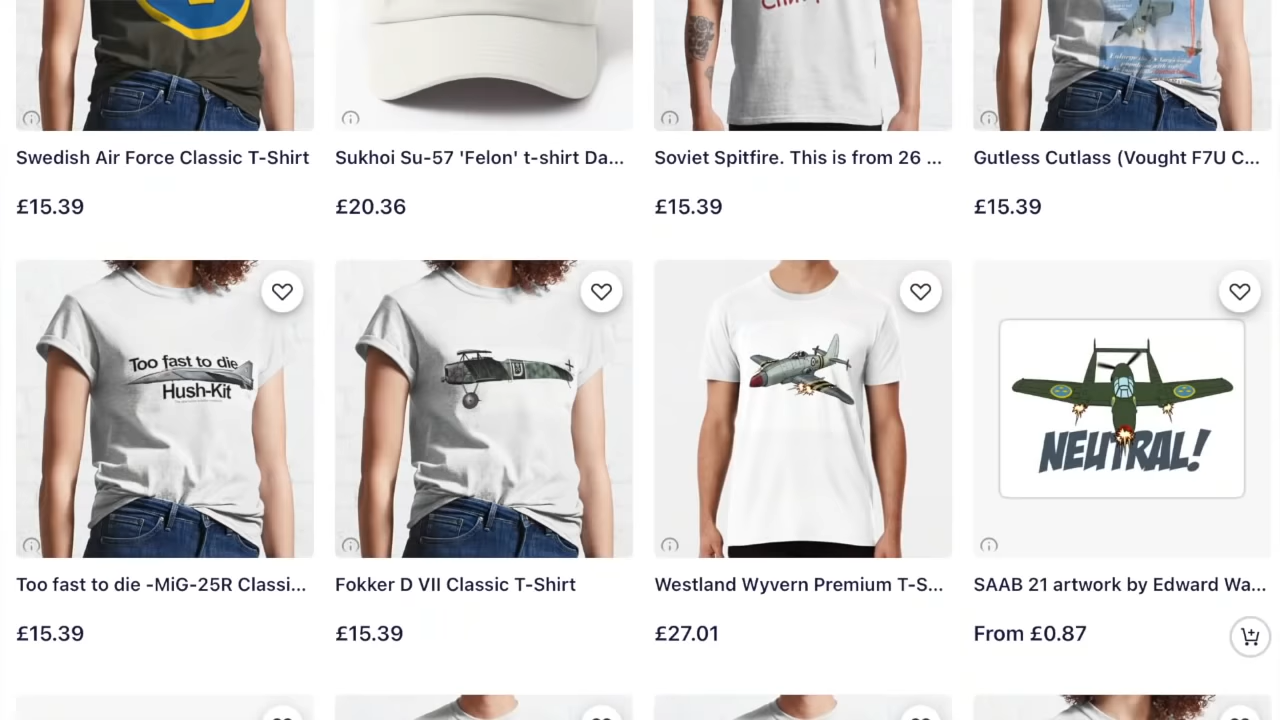 Swedish Air Force Classic T-Shirt
Sukhoi Su-57 'Felon' t-shirt Da...
Soviet Spitfire. This is from 26 ...
Gutless Cutlass (Vought F7U C...
£15.39
£20.36
£15.39
£15.39
Too fast to die
Hush-Kit
NEUTRAL!
Too fast to die -MiG-25R Classi...
Fokker D VII Classic T-Shirt
Westland Wyvern Premium T-S...
SAAB 21 artwork by Edward Wa...
£15.39
£15.39
£27.01
From £0.87